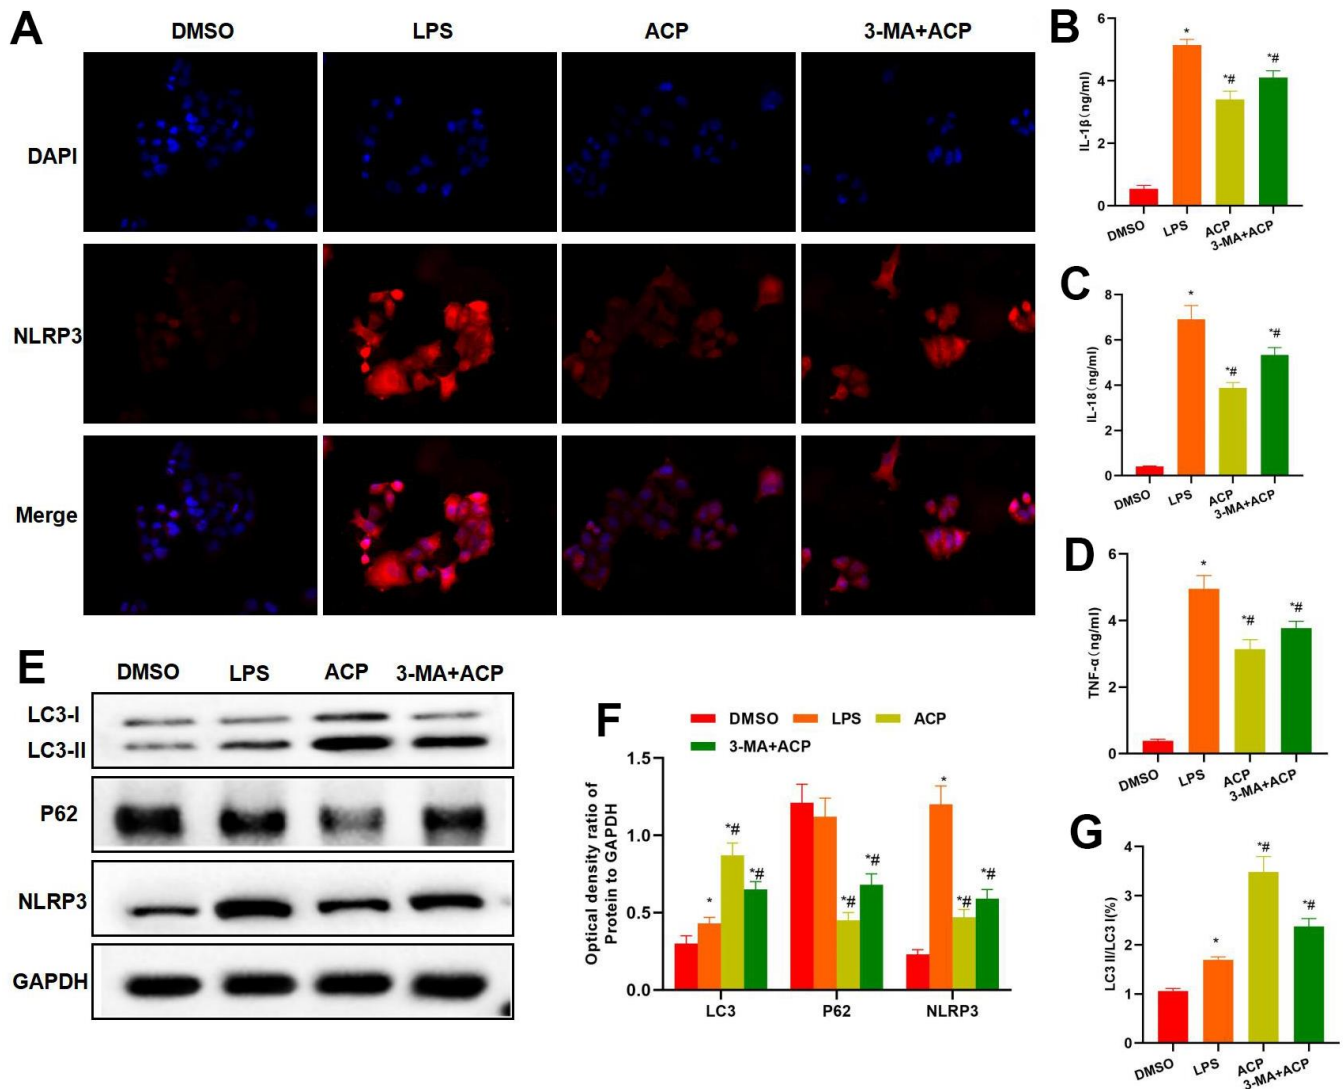 A
DMSO LPS ACP 3-MA+ACP
DAPI
NLRP3
Merge
B
IL-1β(ng/ml)
6
4
2
0
*
*#
*#
DMSO LPS ACP 3-MA+ACP
C
IL-18(ng/ml)
8
6
4
2
0
*
*#
*#
DMSO LPS ACP 3-MA+ACP
D
TNF-α(ng/ml)
6
4
2
0
*
*#
*#
DMSO LPS ACP 3-MA+ACP
E
DMSO LPS ACP 3-MA+ACP
LC3-I
LC3-II
P62
NLRP3
GAPDH
F
DMSO LPS ACP
3-MA+ACP
Optical density ratio of
Protein to GAPDH
1.5
1.0
0.5
0.0
* *# *#
*# *#
* *# *#
LC3 P62 NLRP3
G
LC3 II/LC3 I(%)
4
3
2
1
0
*
*#
*#
DMSO LPS ACP 3-MA+ACP